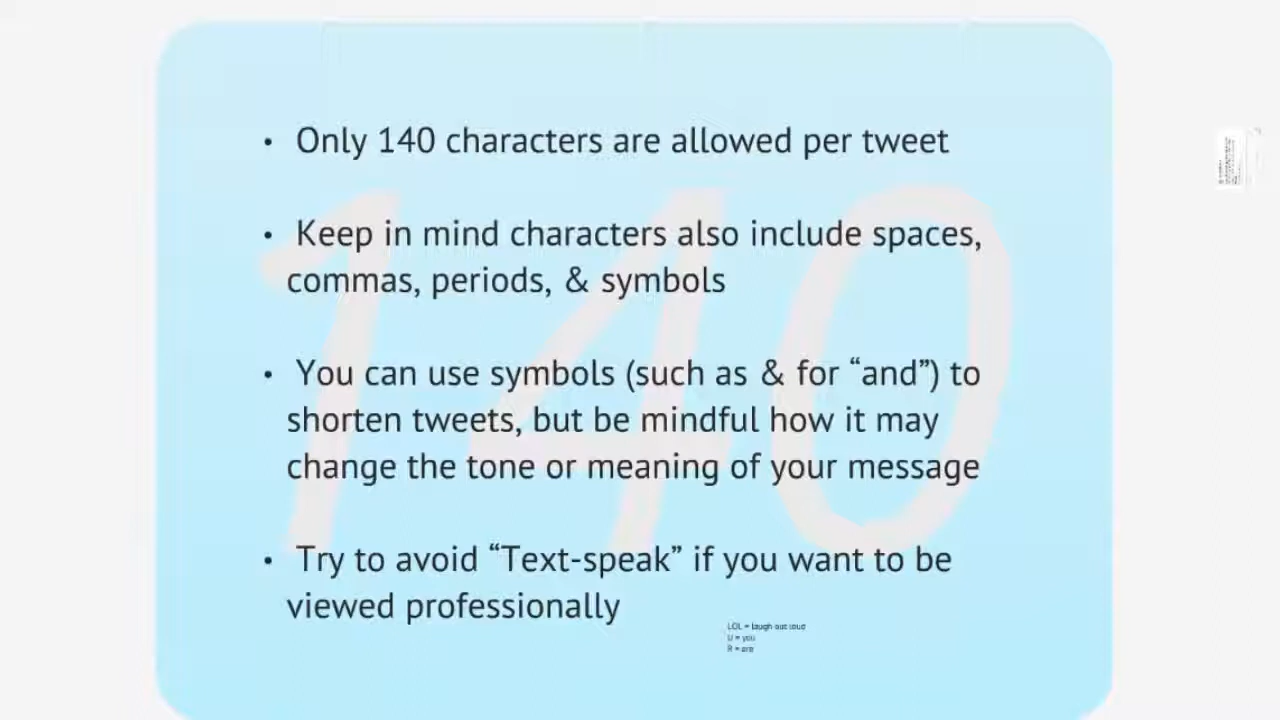 • Only 140 characters are allowed per tweet
• Keep in mind characters also include spaces,
commas, periods, & symbols
• You can use symbols (such as & for “and”) to
shorten tweets, but be mindful how it may
change the tone or meaning of your message
• Try to avoid “Text-speak” if you want to be
viewed professionally
LOL = laugh out loud
U = you
R = are
140